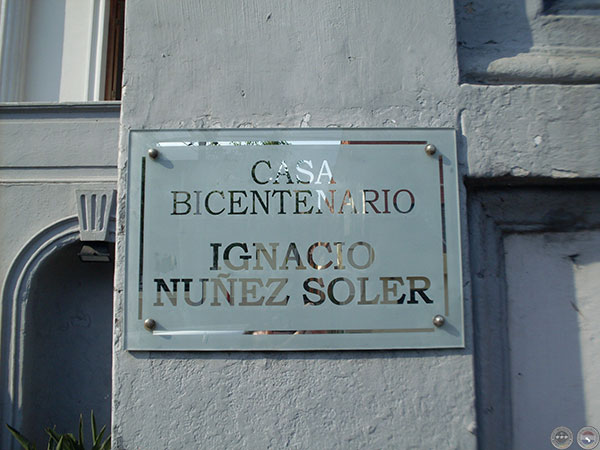 CASA
BICENTENARIO
IGNACIO
NUÑEZ SOLER